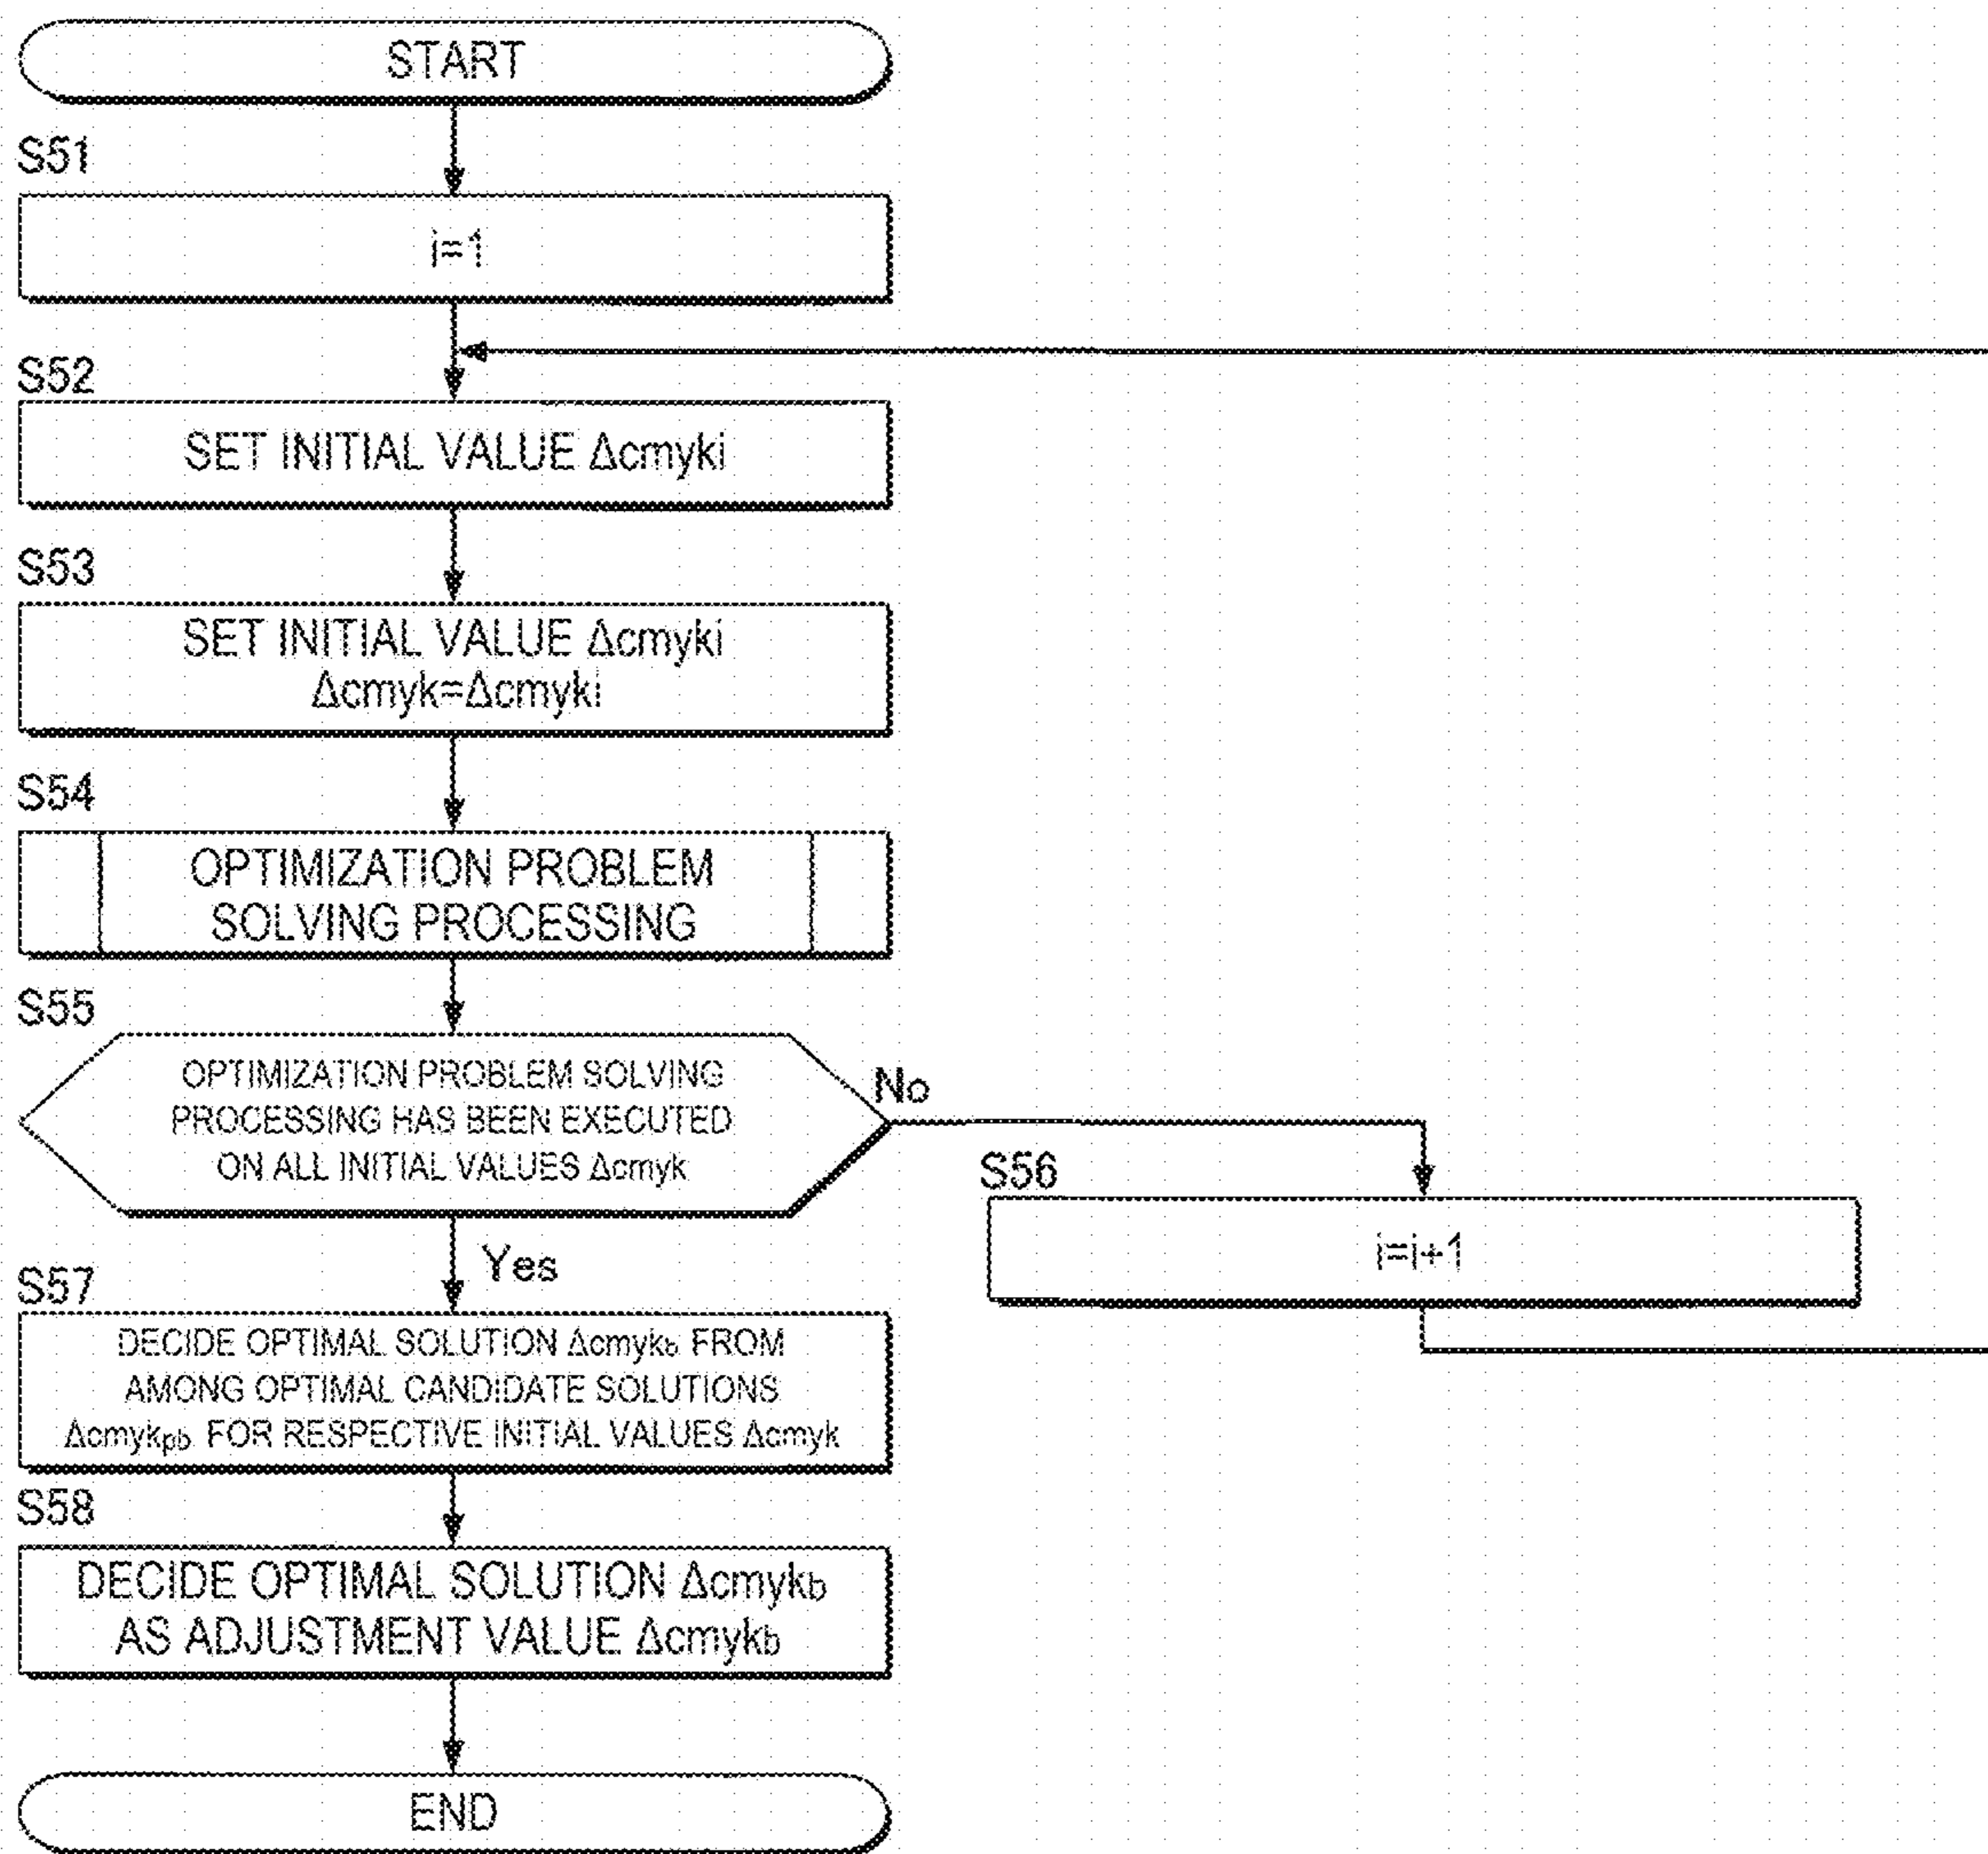 START
S51
i=1
S52
SET INITIAL VALUE Δcmyki
S53
SET INITIAL VALUE Δcmyki
Δcmyk=Δcmyki
S54
OPTIMIZATION PROBLEM
SOLVING PROCESSING
S55
OPTIMIZATION PROBLEM SOLVING
PROCESSING HAS BEEN EXECUTED
ON ALL INITIAL VALUES Δcmyk
No
S56
i=i+1
Yes
S57
DECIDE OPTIMAL SOLUTION Δcmykb FROM
AMONG OPTIMAL CANDIDATE SOLUTIONS
Δcmykpb FOR RESPECTIVE INITIAL VALUES Δcmyk
S58
DECIDE OPTIMAL SOLUTION Δcmykb
AS ADJUSTMENT VALUE Δcmykb
END